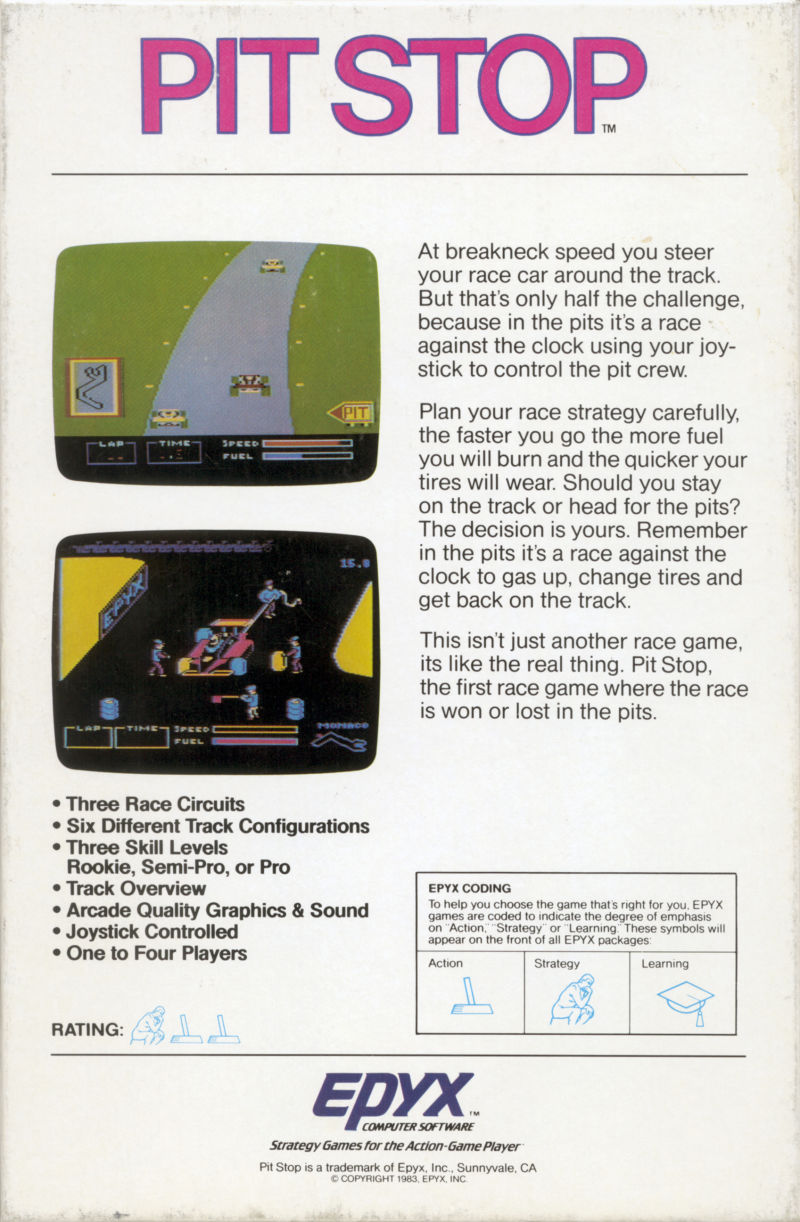 PIT STOP™
At breakneck speed you steer
your race car around the track.
But that's only half the challenge,
because in the pits it's a race
against the clock using your joy-
stick to control the pit crew.
Plan your race strategy carefully,
the faster you go the more fuel
you will burn and the quicker your
tires will wear. Should you stay
on the track or head for the pits?
The decision is yours. Remember
in the pits it's a race against the
clock to gas up, change tires and
get back on the track.
This isn't just another race game,
its like the real thing. Pit Stop,
the first race game where the race
is won or lost in the pits.
PIT
LAP TIME SPEED
FUEL
15.8
EPYX
LAP TIME SPEED MONACO
FUEL
• Three Race Circuits
• Six Different Track Configurations
• Three Skill Levels
Rookie, Semi-Pro, or Pro
• Track Overview
• Arcade Quality Graphics & Sound
• Joystick Controlled
• One to Four Players
RATING:
EPYX CODING
To help you choose the game that's right for you, EPYX
games are coded to indicate the degree of emphasis
on "Action," "Strategy" or "Learning." These symbols will
appear on the front of all EPYX packages:
Action Strategy Learning
EPYX™
COMPUTER SOFTWARE
Strategy Games for the Action-Game Player
Pit Stop is a trademark of Epyx, Inc., Sunnyvale, CA
© COPYRIGHT 1983, EPYX, INC.